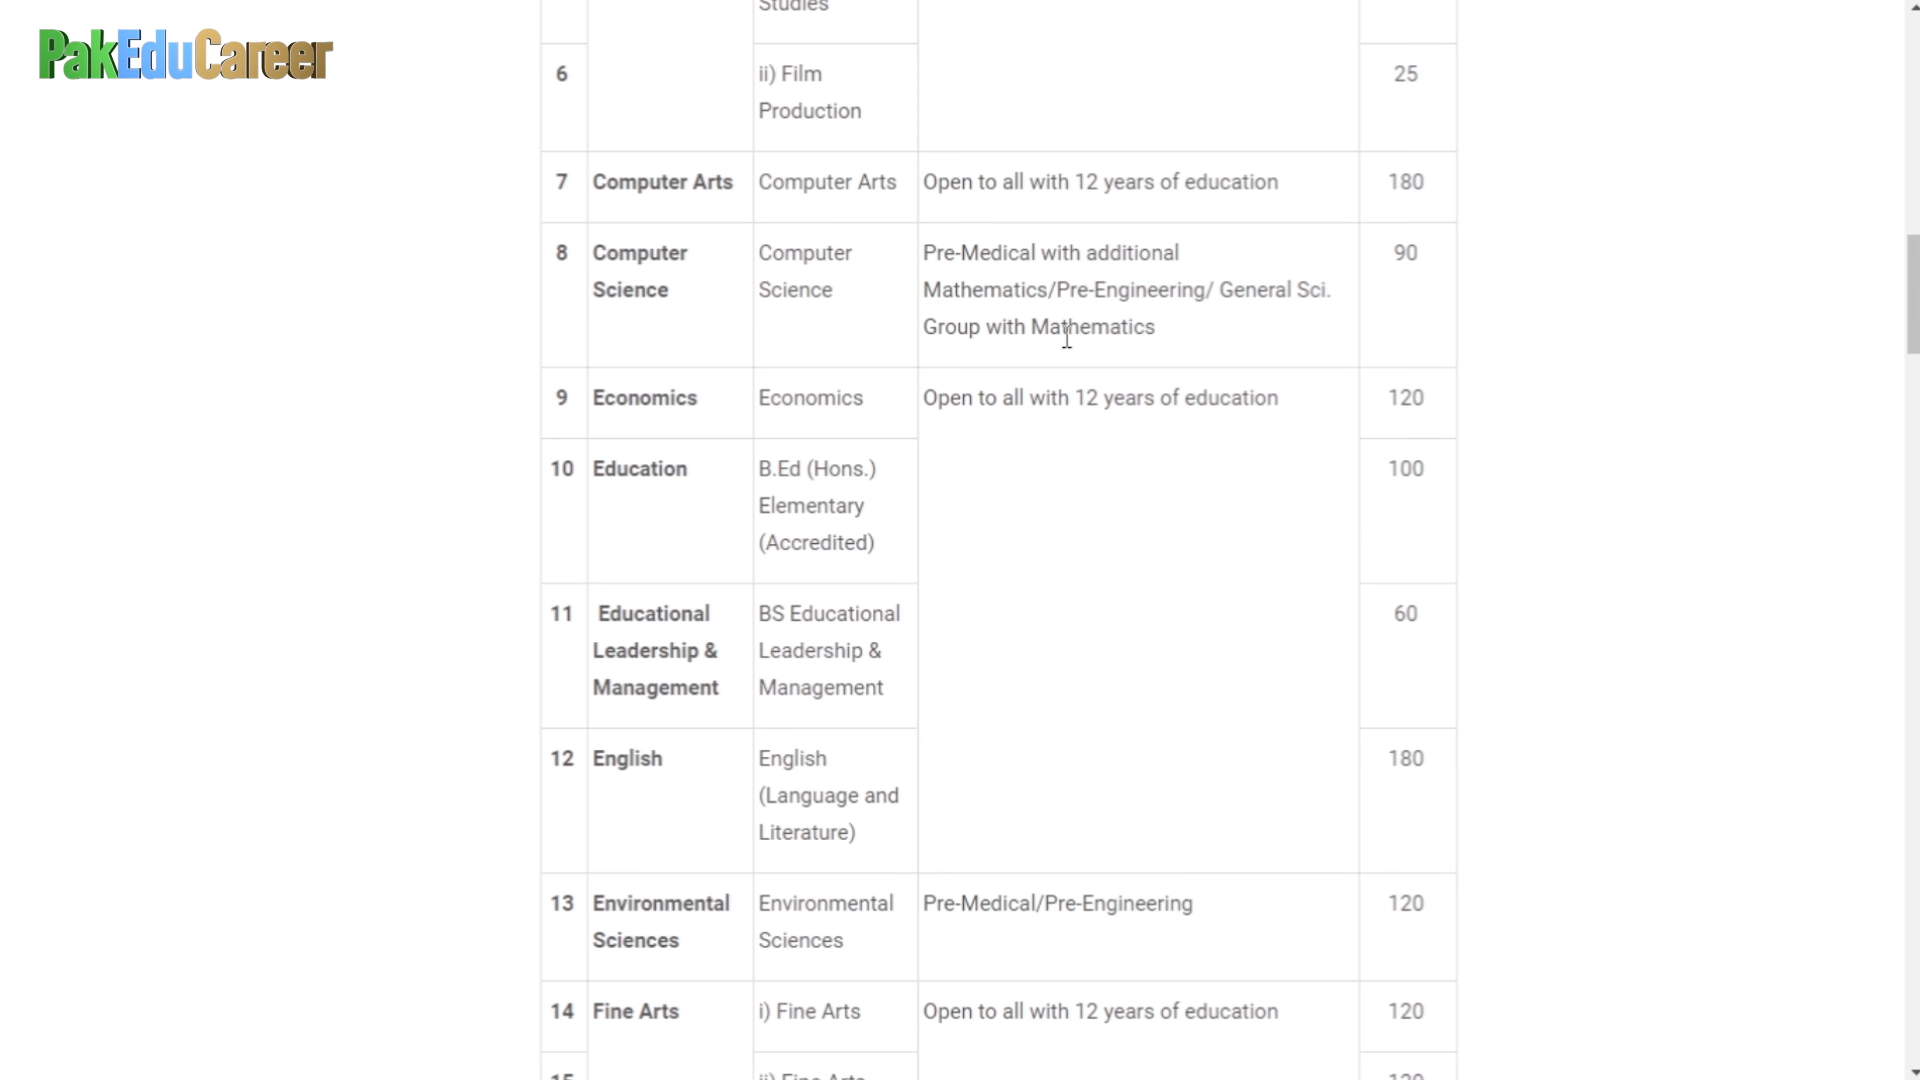 PakEduCareer
Studies
6 ii) Film 25
Production
7 Computer Arts Computer Arts Open to all with 12 years of education 180
8 Computer Computer Pre-Medical with additional 90
Science Science Mathematics/Pre-Engineering/ General Sci.
Group with Mathematics
9 Economics Economics Open to all with 12 years of education 120
10 Education B.Ed (Hons.) 100
Elementary
(Accredited)
11 Educational BS Educational 60
Leadership & Leadership &
Management Management
12 English English 180
(Language and
Literature)
13 Environmental Environmental Pre-Medical/Pre-Engineering 120
Sciences Sciences
14 Fine Arts i) Fine Arts Open to all with 12 years of education 120
15 ii) Fine Arts 120